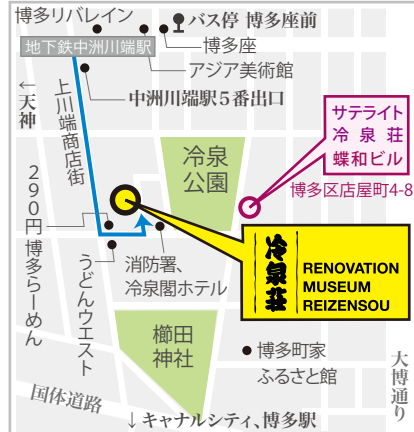 博多リバレイン
バス停 博多座前
地下鉄中洲川端駅
博多座
アジア美術館
中洲川端駅5番出口
←天神
上川端商店街
サテライト
冷泉荘
蝶和ビル
博多区店屋町4-8
冷泉
公園
290円 博多らーめん
うどんウエスト
消防署、
冷泉閣ホテル
冷泉荘
RENOVATION
MUSEUM
REIZENSOU
櫛田
神社
博多町家
ふるさと館
大博通り
国体道路
↓キャナルシティ、博多駅